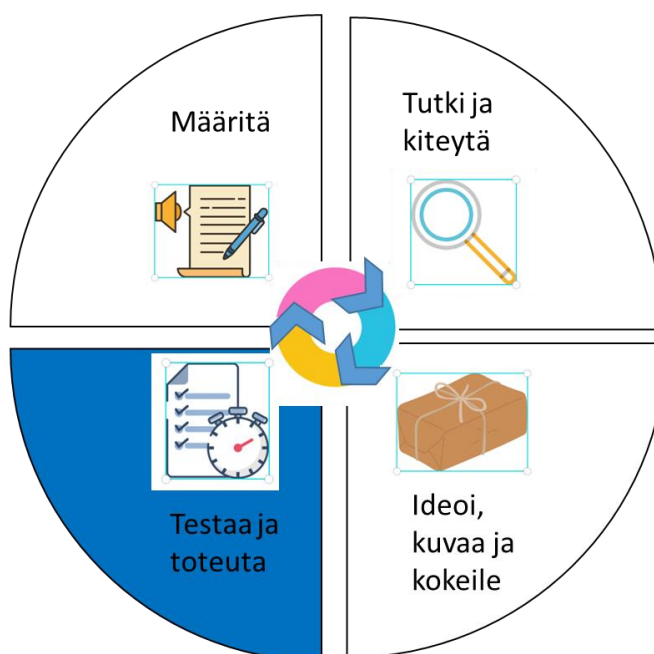 Määritä
Tutki ja
kiteytä
Testaa ja
toteuta
Ideoi,
kuvaa ja
kokeile